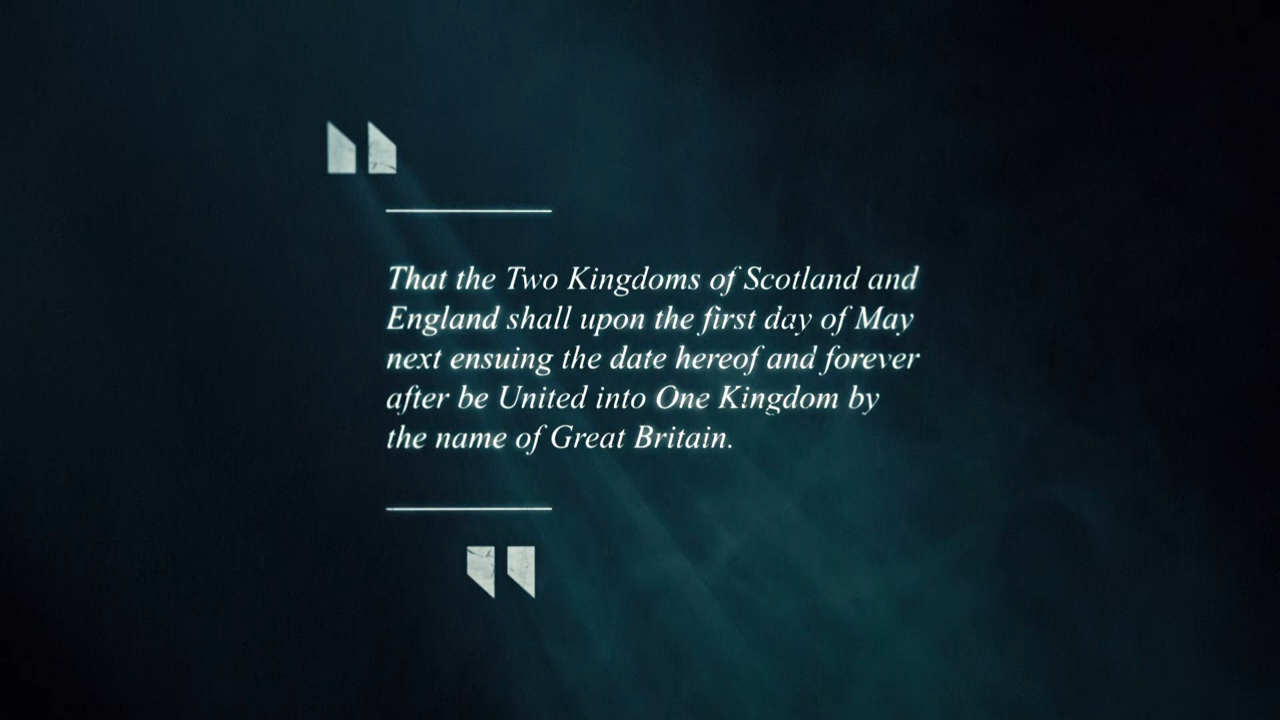 That the Two Kingdoms of Scotland and
England shall upon the first day of May
next ensuing the date hereof and forever
after be United into One Kingdom by
the name of Great Britain.